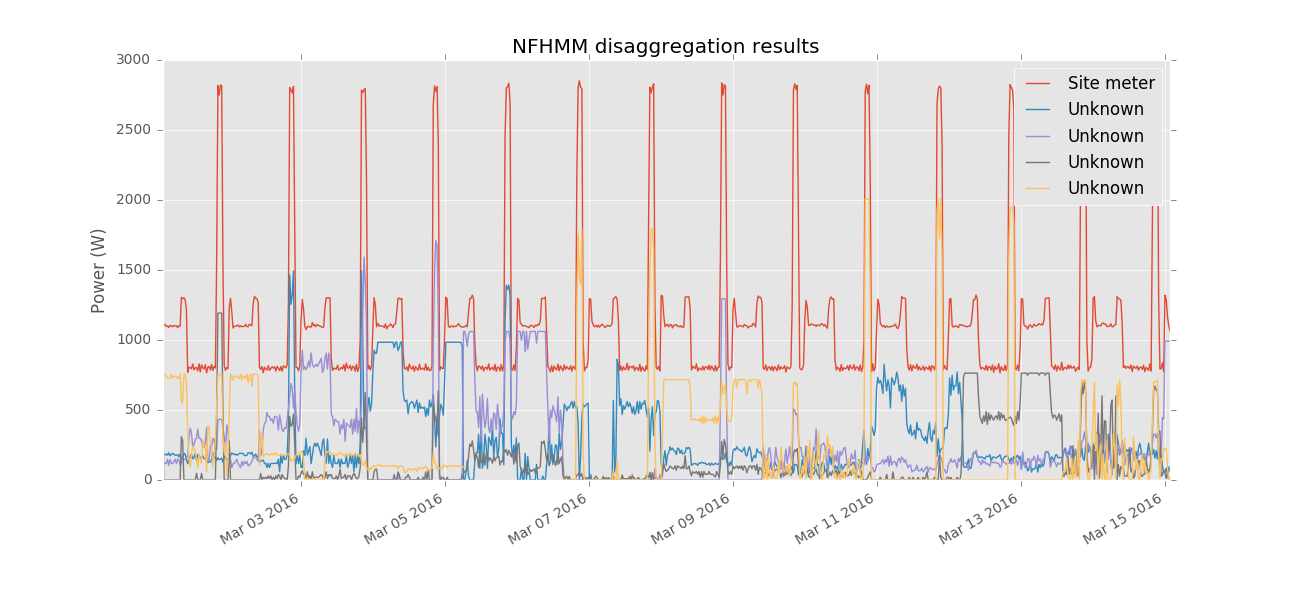 NFHMM disaggregation results
3000
2500
2000
1500
1000
500
0
Power (W)
Site meter
Unknown
Unknown
Unknown
Unknown
Mar 03 2016
Mar 05 2016
Mar 07 2016
Mar 09 2016
Mar 11 2016
Mar 13 2016
Mar 15 2016